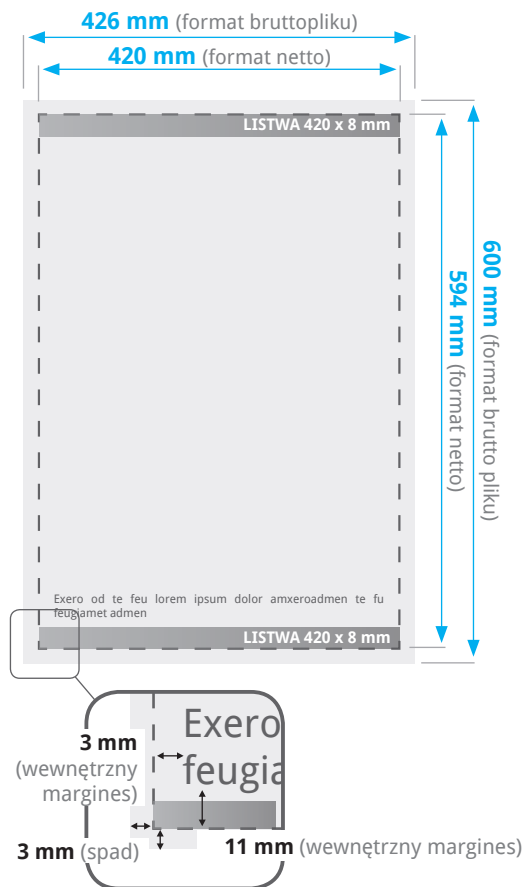 426 mm (format bruttopliku)
420 mm (format netto)
LISTWA 420 x 8 mm
600 mm (format brutto pliku)
594 mm (format netto)
Exero od te feu lorem ipsum dolor amxeroadmen te fu
feugiamet admen
LISTWA 420 x 8 mm
Exero
feugia
3 mm
(wewnętrzny
margines)
3 mm (spad)
11 mm (wewnętrzny margines)